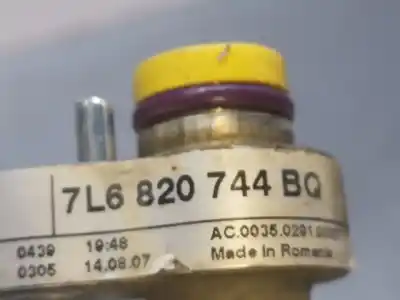 7L6 820 744 BQ
0439 19:48 AC.0035.0291
0305 14.08.07 Made in Romania